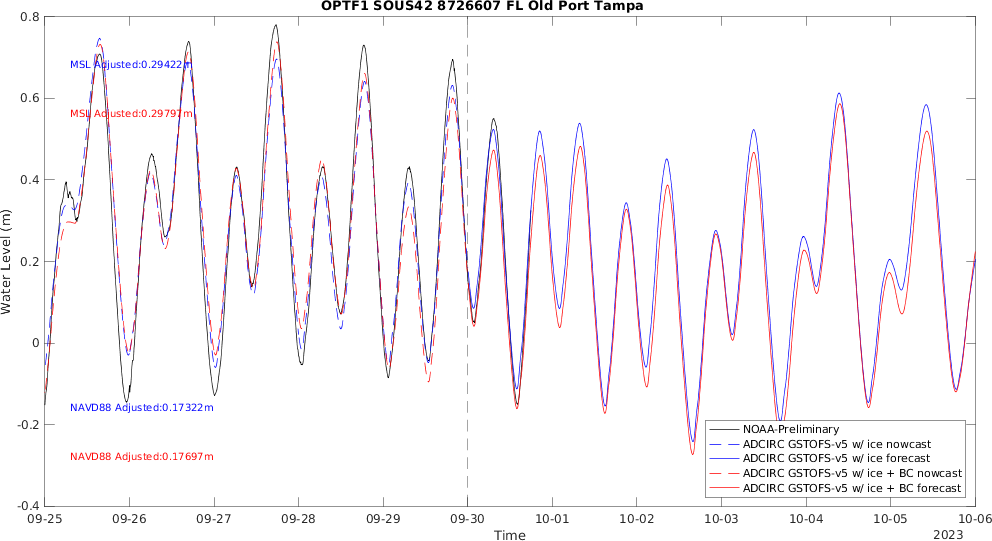 OPTF1 SOUS42 8726607 FL Old Port Tampa
0.8
0.6
0.4
0.2
0
-0.2
-0.4
Water Level (m)
MSL Adjusted:0.29422m
MSL Adjusted:0.29797m
NAVD88 Adjusted:0.17322m
NAVD88 Adjusted:0.17697m
NOAA-Preliminary
ADCIRC GSTOFS-v5 w/ ice nowcast
ADCIRC GSTOFS-v5 w/ ice forecast
ADCIRC GSTOFS-v5 w/ ice + BC nowcast
ADCIRC GSTOFS-v5 w/ ice + BC forecast
09-25 09-26 09-27 09-28 09-29 09-30 10-01 10-02 10-03 10-04 10-05 10-06
Time
2023